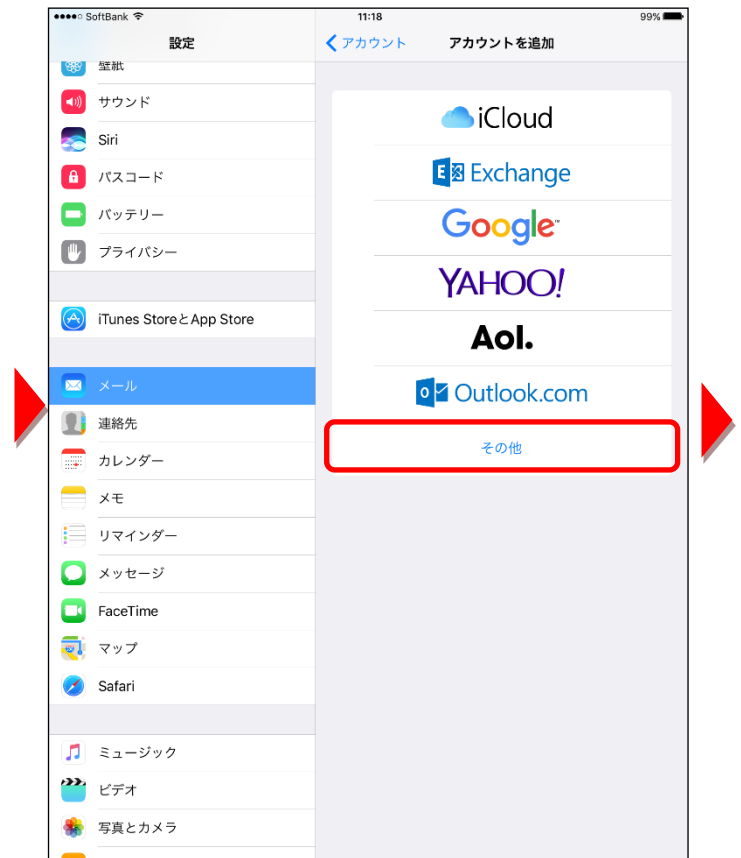 SoftBank
11:18
99%
設定
アカウント
アカウントを追加
壁紙
サウンド
Siri
パスコード
バッテリー
プライバシー
iTunes StoreとApp Store
メール
連絡先
カレンダー
メモ
リマインダー
メッセージ
FaceTime
マップ
Safari
ミュージック
ビデオ
写真とカメラ
iCloud
Exchange
Google
YAHOO!
Aol.
Outlook.com
その他